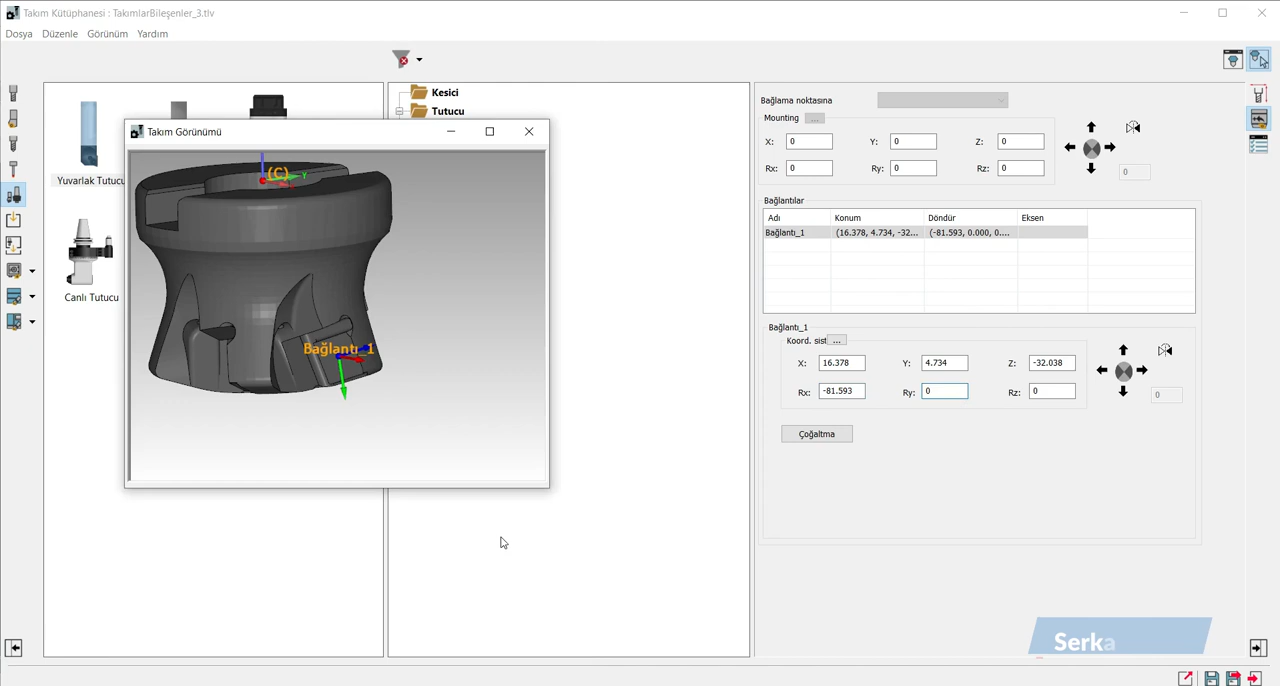 Takım Kütüphanesi : TakımlarBileşenler_3.tlv
Dosya Düzenle Görünüm Yardım
Kesici
Tutucu
Yuvarlak Tutucu
Canlı Tutucu
Takım Görünümü
(C)
Y
Bağlantı_1
Bağlama noktasına
Mounting ...
X: 0 Y: 0 Z: 0
Rx: 0 Ry: 0 Rz: 0
0
Bağlantılar
Adı Konum Döndür Eksen
Bağlantı_1 (16.378, 4.734, -32... (-81.593, 0.000, 0....
Bağlantı_1
Koord. sist ...
X: 16.378 Y: 4.734 Z: -32.038
Rx: -81.593 Ry: 0 Rz: 0
0
Çoğaltma
Serka